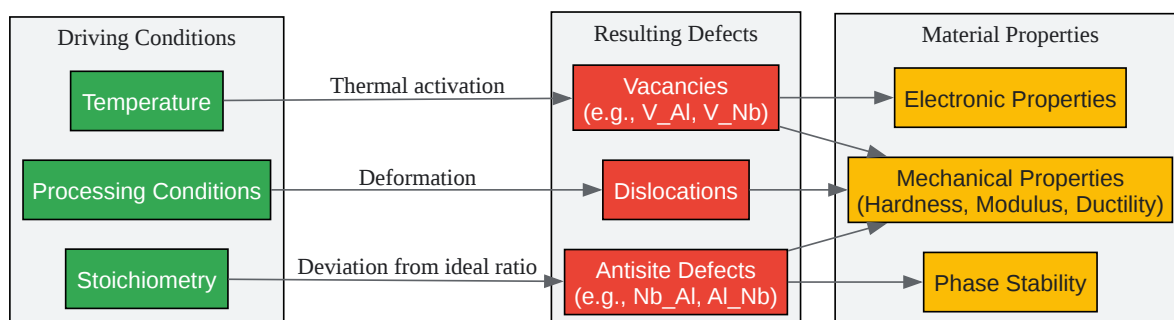 Driving Conditions
Resulting Defects
Material Properties
Temperature
Thermal activation
Vacancies
(e.g., V_Al, V_Nb)
Electronic Properties
Processing Conditions
Deformation
Dislocations
Mechanical Properties
(Hardness, Modulus, Ductility)
Stoichiometry
Deviation from ideal ratio
Antisite Defects
(e.g., Nb_Al, Al_Nb)
Phase Stability